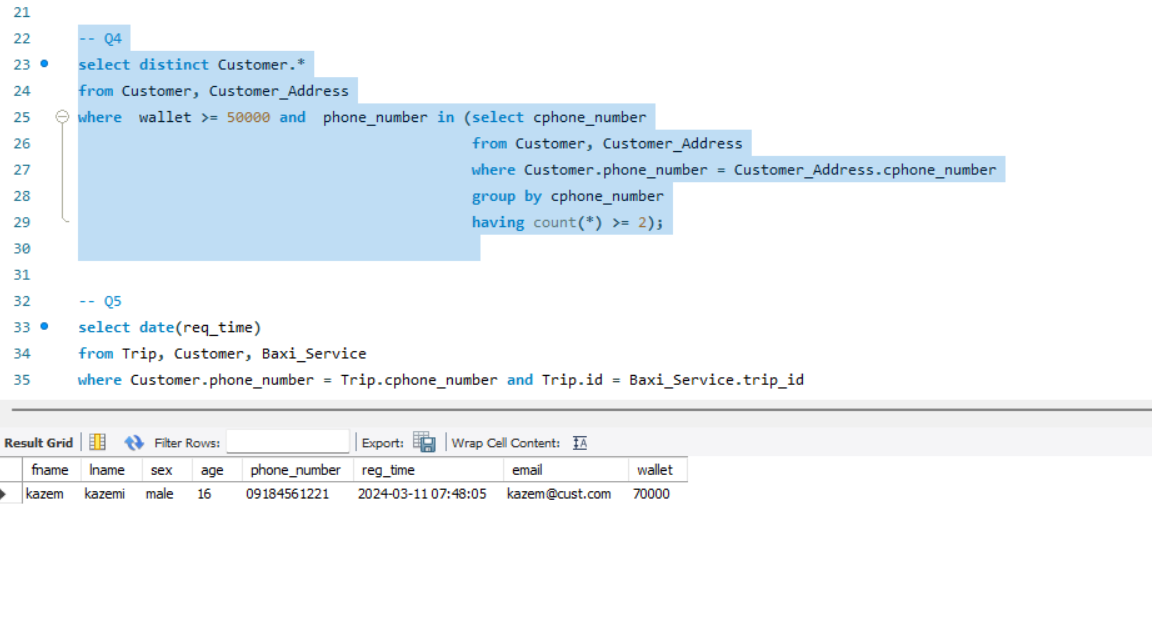 21
22 -- Q4
23 select distinct Customer.*
24 from Customer, Customer_Address
25 where  wallet >= 50000 and  phone_number in (select cphone_number
26 from Customer, Customer_Address
27 where Customer.phone_number = Customer_Address.cphone_number
28 group by cphone_number
29 having count(*) >= 2);
30
31
32 -- Q5
33 select date(req_time)
34 from Trip, Customer, Baxi_Service
35 where Customer.phone_number = Trip.cphone_number and Trip.id = Baxi_Service.trip_id
Result Grid Filter Rows: Export: Wrap Cell Content: IA
fname lname sex age phone_number reg_time email wallet
kazem kazemi male 16 09184561221 2024-03-11 07:48:05 kazem@cust.com 70000